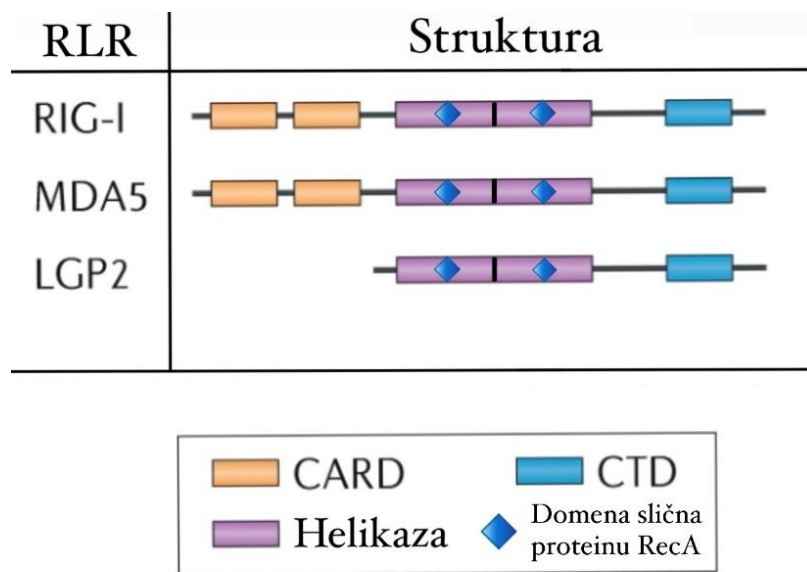 RLR Struktura
RIG-I
MDA5
LGP2
CARD CTD
Helikaza Domena slična
proteinu RecA